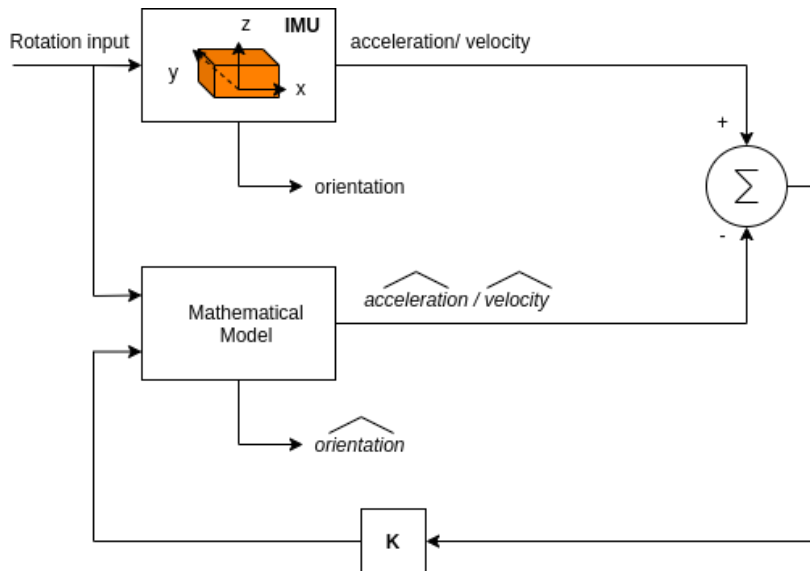 Rotation input
IMU
z
y
x
acceleration/ velocity
orientation
+
Σ
-
Mathematical
Model
acceleration / velocity
orientation
K